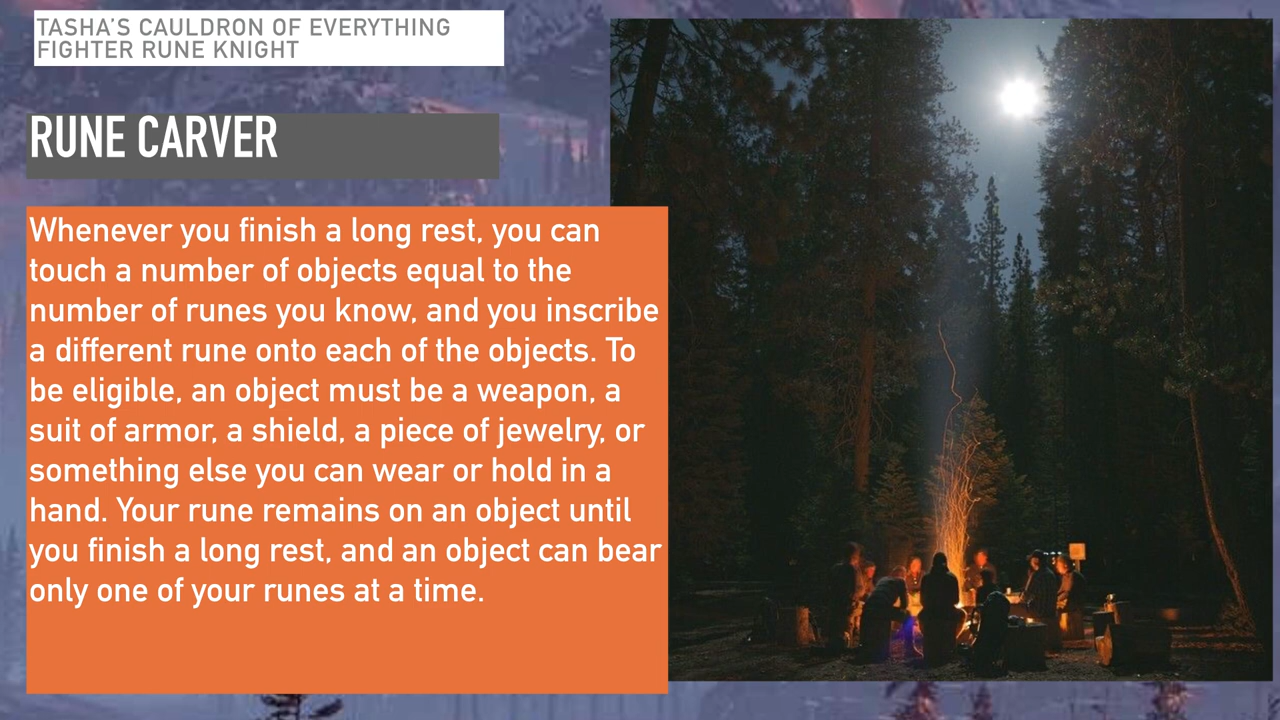 TASHA'S CAULDRON OF EVERYTHING
FIGHTER RUNE KNIGHT
RUNE CARVER
Whenever you finish a long rest, you can
touch a number of objects equal to the
number of runes you know, and you inscribe
a different rune onto each of the objects. To
be eligible, an object must be a weapon, a
suit of armor, a shield, a piece of jewelry, or
something else you can wear or hold in a
hand. Your rune remains on an object until
you finish a long rest, and an object can bear
only one of your runes at a time.